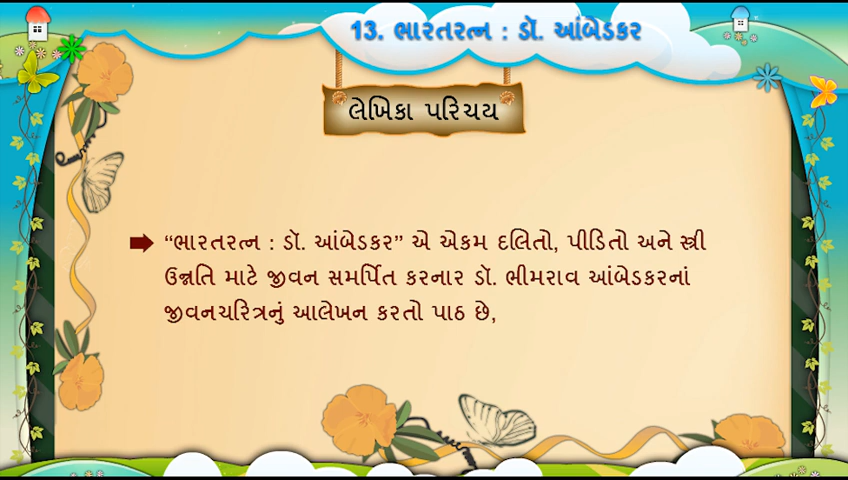 13. ભારતરત્ન : ડૉ. આંબેડકર
લેખિકા પરિચય
“ભારતરત્ન : ડૉ. આંબેડકર” એ એકમ દલિતો, પીડિતો અને સ્ત્રી
ઉન્નતિ માટે જીવન સમર્પિત કરનાર ડૉ. ભીમરાવ આંબેડકરનાં
જીવનચરિત્રનું આલેખન કરતો પાઠ છે,